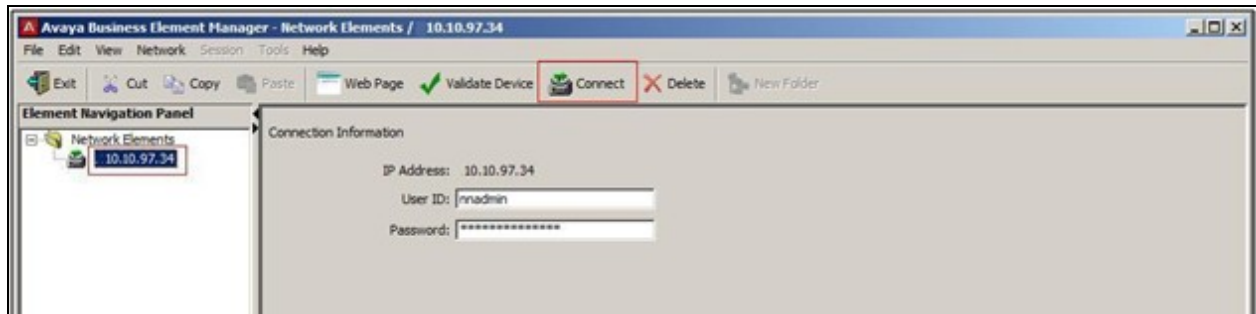 Avaya Business Element Manager - Network Elements / 10.10.97.34
File Edit View Network Session Tools Help
Exit Cut Copy Paste Web Page Validate Device Connect Delete New Folder
Element Navigation Panel
Network Elements
10.10.97.34
Connection Information
IP Address: 10.10.97.34
User ID: nnadmin
Password: **************